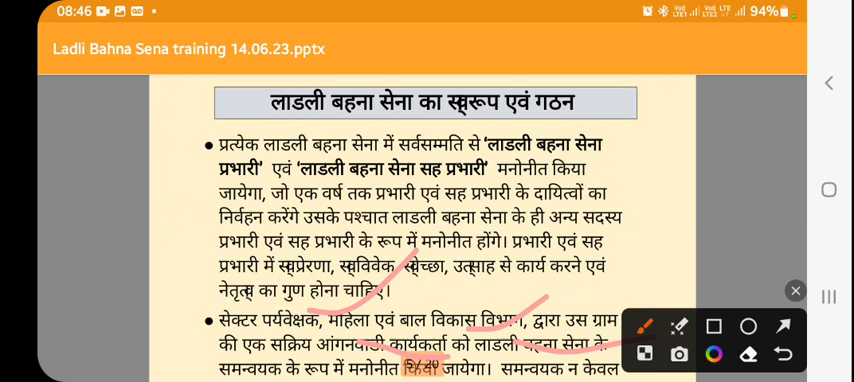 08:46
94%
Ladli Bahna Sena training 14.06.23.pptx
लाडली बहना सेना का स्वरूप एवं गठन
• प्रत्येक लाडली बहना सेना में सर्वसम्मति से 'लाडली बहना सेना
प्रभारी' एवं 'लाडली बहना सेना सह प्रभारी' मनोनीत किया
जायेगा, जो एक वर्ष तक प्रभारी एवं सह प्रभारी के दायित्वों का
निर्वहन करेंगे उसके पश्चात लाडली बहना सेना के ही अन्य सदस्य
प्रभारी एवं सह प्रभारी के रूप में मनोनीत होंगे। प्रभारी एवं सह
प्रभारी में स्वप्रेरणा, स्वविवेक, स्वेच्छा, उत्साह से कार्य करने एवं
नेतृत्व का गुण होना चाहिए।
• सेक्टर पर्यवेक्षक, महिला एवं बाल विकास विभाग, द्वारा उस ग्राम
की एक सक्रिय आंगनवाडी कार्यकर्ता को लाडली बहना सेना के
समन्वयक के रूप में मनोनीत किया जायेगा। समन्वयक न केवल
5 / 20